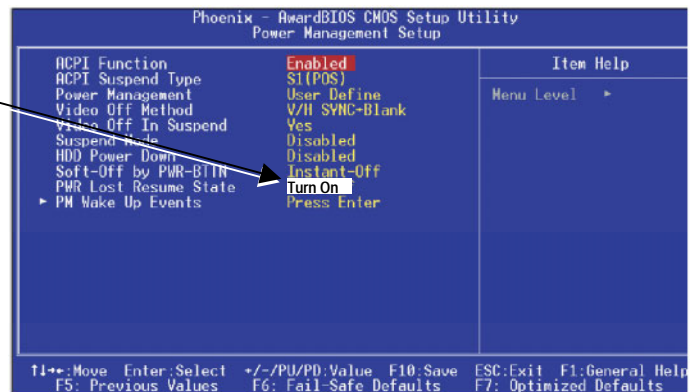 Phoenix - AwardBIOS CMOS Setup Utility
Power Management Setup
ACPI Function Enabled
ACPI Suspend Type S1(POS)
Power Management User Define
Video Off Method V/H SYNC+Blank
Video Off In Suspend Yes
Suspend Mode Disabled
HDD Power Down Disabled
Soft-Off by PWR-BTTN Instant-Off
PWR Lost Resume State Turn On
► PM Wake Up Events Press Enter
Item Help
Menu Level ►
↑↓→←:Move Enter:Select +/-/PU/PD:Value F10:Save ESC:Exit F1:General Help
F5: Previous Values F6: Fail-Safe Defaults F7: Optimized Defaults